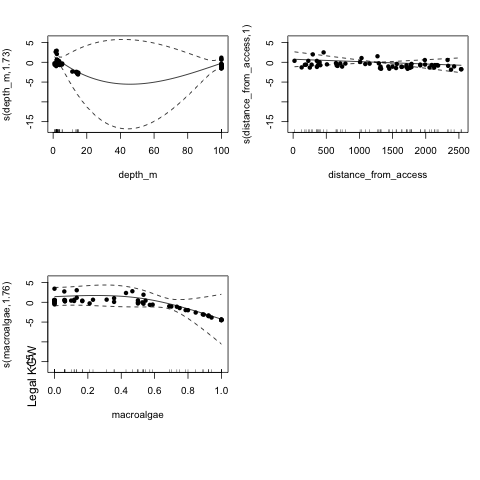 s(depth_m,1.73)
5
0
-5
-15
0 20 40 60 80 100
depth_m
s(distance_from_access,1)
5
0
-5
-15
0 500 1000 1500 2000 2500
distance_from_access
s(macroalgae,1.76)
Legal KGW
5
0
-5
0.0 0.2 0.4 0.6 0.8 1.0
macroalgae